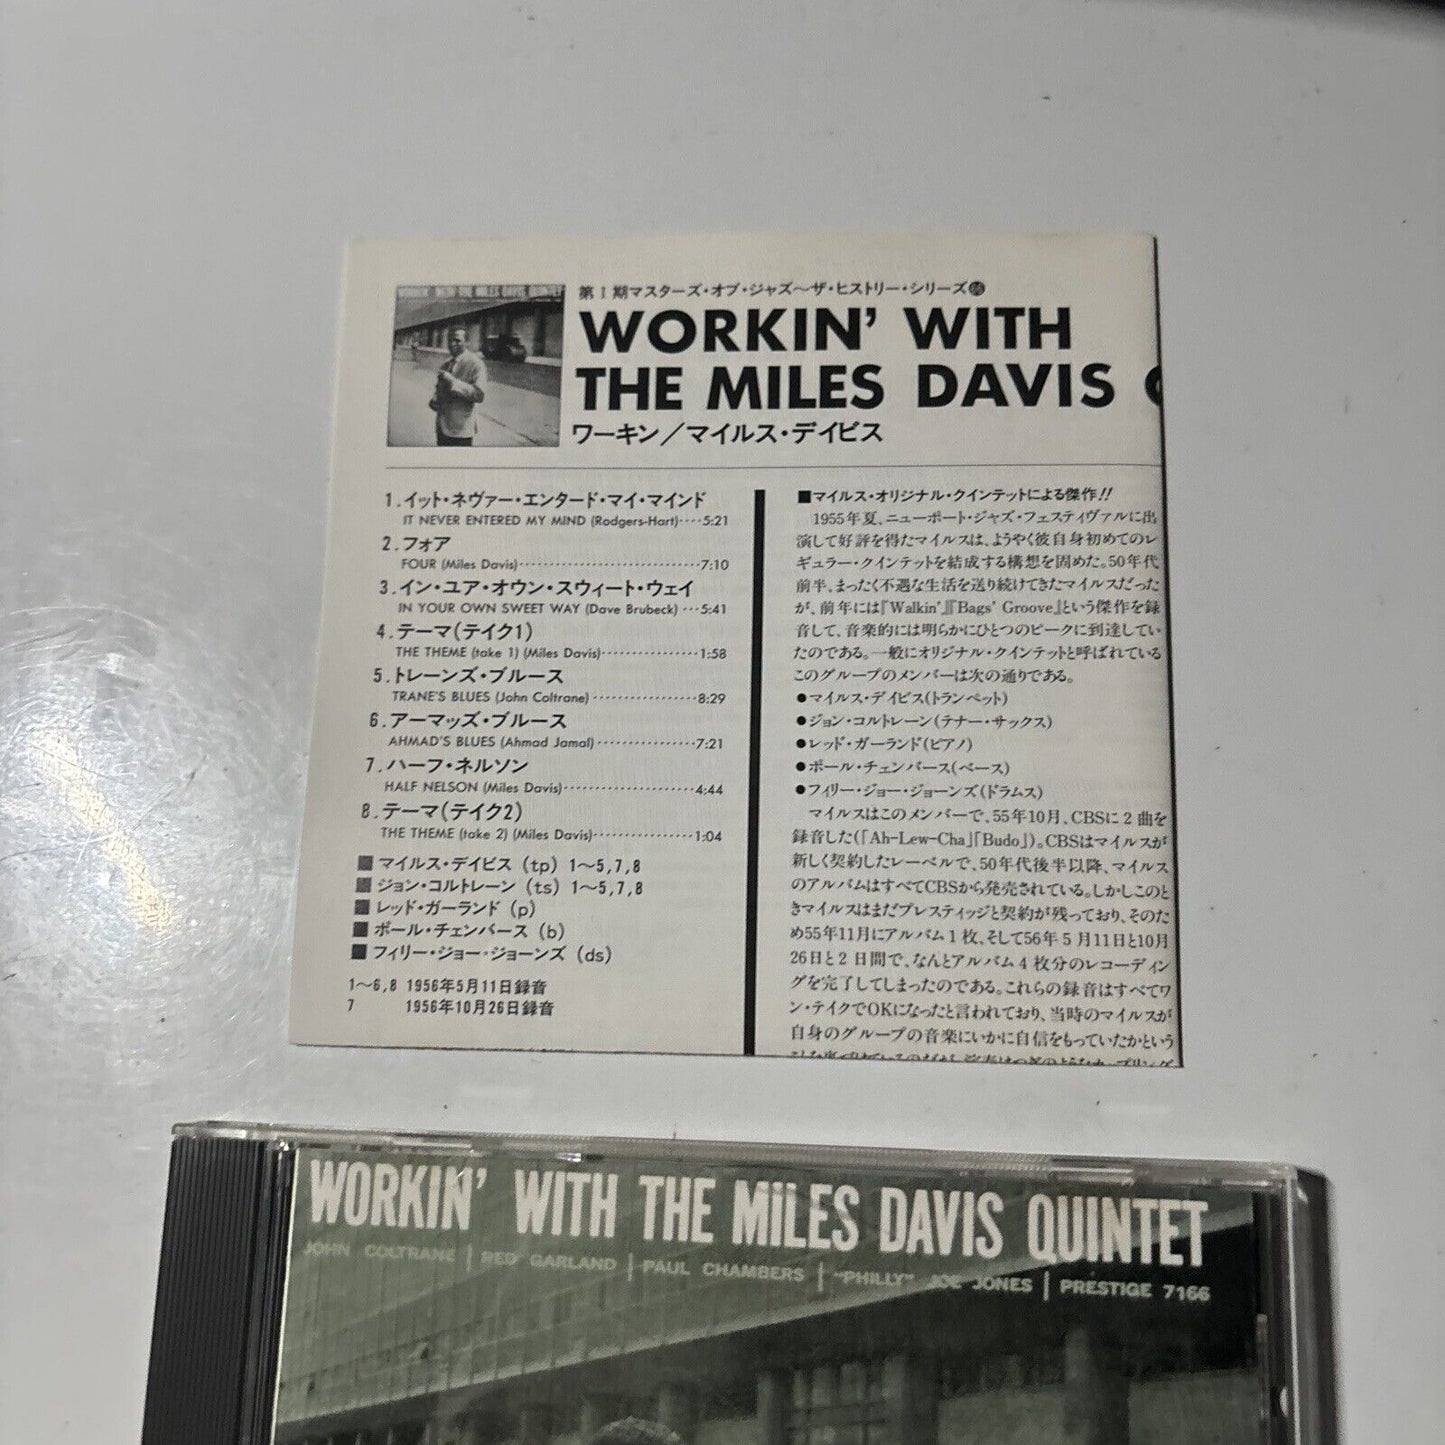 第Ⅰ期マスターズ・オブ・ジャズ〜ザ・ヒストリー・シリーズ
WORKIN' WITH
THE MILES DAVIS
ワーキン／マイルス・デイビス
1.イット・ネヴァー・エンタード・マイ・マインド
IT NEVER ENTERED MY MIND (Rodgers-Hart)····5:21
2.フォア
FOUR (Miles Davis)····························7:10
3.イン・ユア・オウン・スウィート・ウェイ
IN YOUR OWN SWEET WAY (Dave Brubeck)···5:41
4.テーマ(テイク1)
THE THEME (take 1) (Miles Davis)···············1:58
5.トレーンズ・ブルース
TRANE'S BLUES (John Coltrane)················8:29
6.アーマッズ・ブルース
AHMAD'S BLUES (Ahmad Jamal)···············7:21
7.ハーフ・ネルソン
HALF NELSON (Miles Davis)····················4:44
8.テーマ(テイク2)
THE THEME (take 2) (Miles Davis)···············1:04
■マイルス・デイビス (tp) 1〜5,7,8
■ジョン・コルトレーン (ts) 1〜5,7,8
■レッド・ガーランド (p)
■ポール・チェンバース (b)
■フィリー・ジョー・ジョーンズ (ds)
1〜6,8 1956年5月11日録音
7 1956年10月26日録音
■マイルス・オリジナル・クインテットによる傑作!!
1955年夏、ニューポート・ジャズ・フェスティヴァルに出
演して好評を得たマイルスは、ようやく彼自身初めてのレ
ギュラー・クインテットを結成する構想を固めた。50年代
前半、まったく不遇な生活を送り続けてきたマイルスだった
が、前年には『Walkin'』『Bags' Groove』という傑作を録
音して、音楽的には明らかにひとつのピークに到達してい
たのである。一般にオリジナル・クインテットと呼ばれている
このグループのメンバーは次の通りである。
●マイルス・デイビス(トランペット)
●ジョン・コルトレーン(テナー・サックス)
●レッド・ガーランド(ピアノ)
●ポール・チェンバース(ベース)
●フィリー・ジョー・ジョーンズ(ドラムス)
マイルスはこのメンバーで、55年10月、CBSに2曲を
録音した(「Ah-Lew-Cha」「Budo」)。CBSはマイルスが
新しく契約したレーベルで、50年代後半以降、マイルス
のアルバムはすべてCBSから発売されている。しかしこのと
きマイルスはまだプレスティッジと契約が残っており、そのた
め55年11月にアルバム1枚、そして56年5月11日と10月
26日と2日間で、なんとアルバム4枚分のレコーディン
グを完了してしまったのである。これらの録音はすべてワ
ン・テイクでOKになったと言われており、当時のマイルスが
自身のグループの音楽にいかに自信をもっていたかという
WORKIN' WITH THE MILES DAVIS QUINTET
JOHN COLTRANE | RED GARLAND | PAUL CHAMBERS | "PHILLY" JOE JONES | PRESTIGE 7166